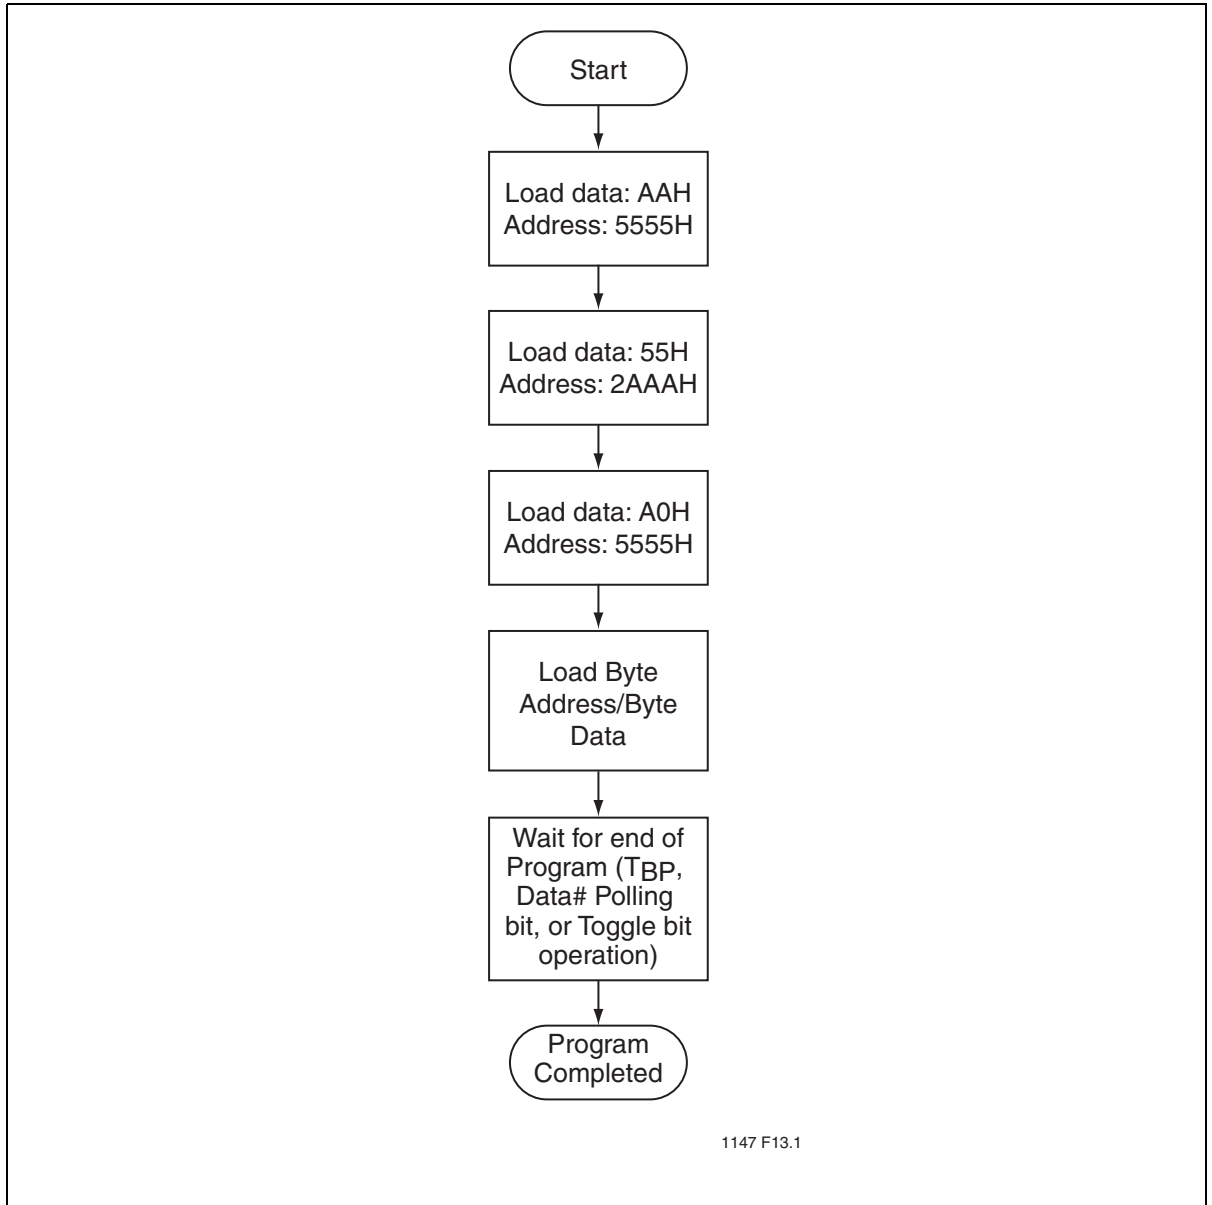 Start
Load data: AAH
Address: 5555H
Load data: 55H
Address: 2AAAH
Load data: A0H
Address: 5555H
Load Byte
Address/Byte
Data
Wait for end of
Program (TBP,
Data# Polling
bit, or Toggle bit
operation)
Program
Completed
1147 F13.1